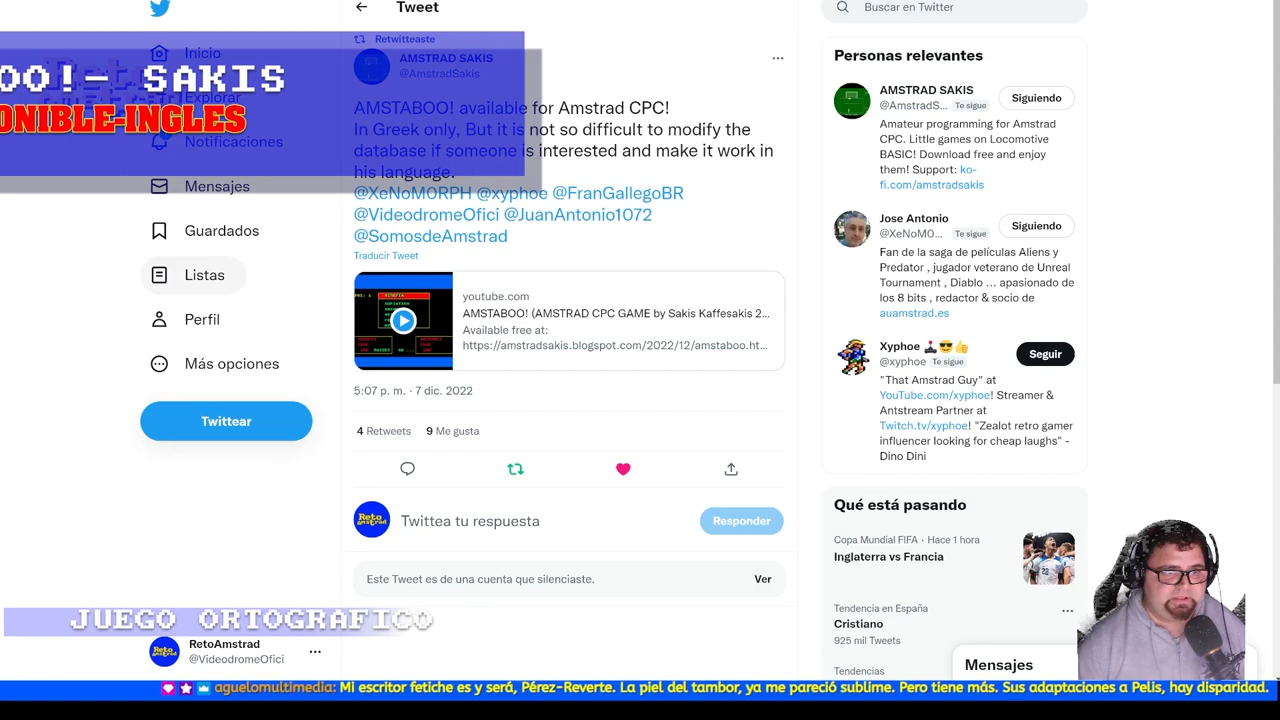 Tweet
Buscar en Twitter
Retwitteaste
Inicio
OO!- SAKIS
ONIBLE-INGLES
Explorar
Notificaciones
Mensajes
Guardados
Listas
Perfil
Más opciones
Twittear
AMSTRAD SAKIS
@AmstradSakis
AMSTABOO! available for Amstrad CPC!
In Greek only, But it is not so difficult to modify the
database if someone is interested and make it work in
his language.
@XeNoM0RPH @xyphoe @FranGallegoBR
@VideodromeOfici @JuanAntonio1072
@SomosdeAmstrad
Traducir Tweet
youtube.com
AMSTABOO! (AMSTRAD CPC GAME by Sakis Kaffesakis 2...
Available free at:
https://amstradsakis.blogspot.com/2022/12/amstaboo.ht...
5:07 p. m. · 7 dic. 2022
4 Retweets 9 Me gusta
Reto
Amstrad
Twittea tu respuesta
Responder
Este Tweet es de una cuenta que silenciaste.
Ver
JUEGO ORTOGRAFICO
RetoAmstrad
@VideodromeOfici
Personas relevantes
AMSTRAD SAKIS
@AmstradS... Te sigue
Siguiendo
Amateur programming for Amstrad
CPC. Little games on Locomotive
BASIC! Download free and enjoy
them! Support: ko-
fi.com/amstradsakis
Jose Antonio
@XeNoM0... Te sigue
Siguiendo
Fan de la saga de películas Aliens y
Predator , jugador veterano de Unreal
Tournament , Diablo ... apasionado de
los 8 bits , redactor & socio de
auamstrad.es
Xyphoe 🕹️😎👍
@xyphoe Te sigue
Seguir
"That Amstrad Guy" at
YouTube.com/xyphoe! Streamer &
Antstream Partner at
Twitch.tv/xyphoe! "Zealot retro gamer
influencer looking for cheap laughs" -
Dino Dini
Qué está pasando
Copa Mundial FIFA · Hace 1 hora
Inglaterra vs Francia
Tendencia en España
Cristiano
925 mil Tweets
Tendencias
Mensajes
aguelomultimedia: Mi escritor fetiche es y será, Pérez-Reverte. La piel del tambor, ya me pareció sublime. Pero tiene más. Sus adaptaciones a Pelis, hay disparidad.